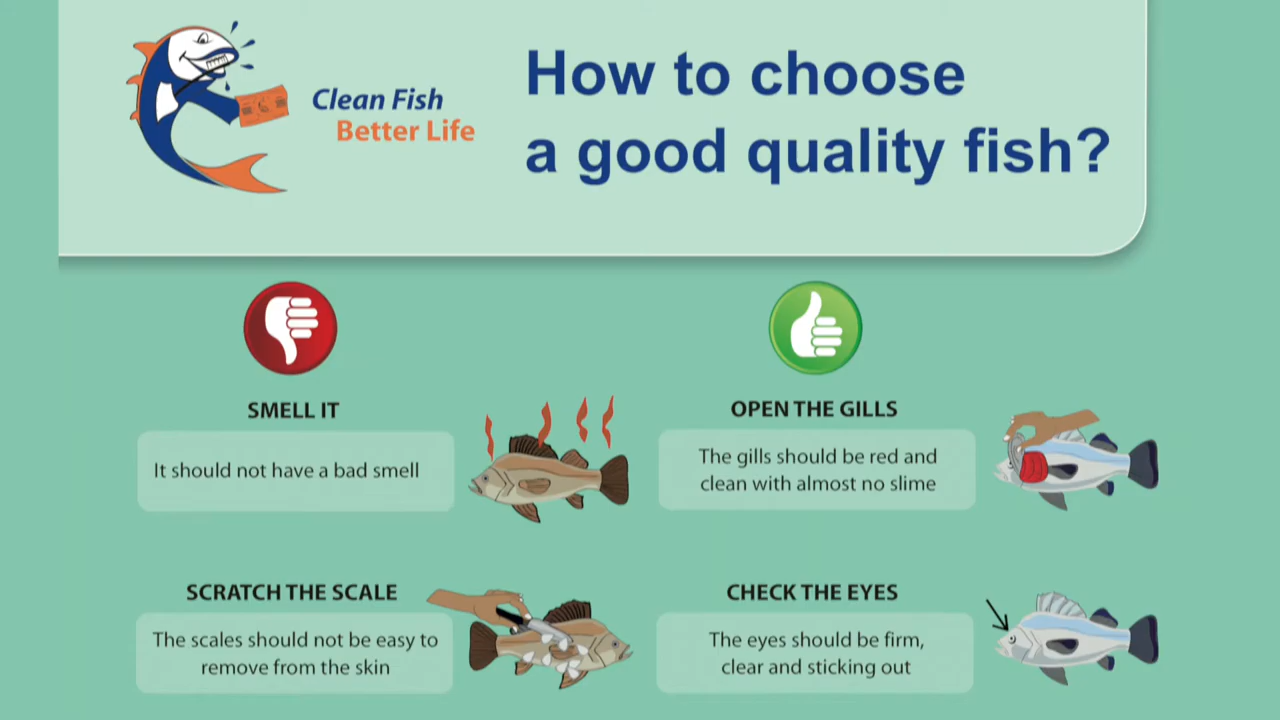 Clean Fish
Better Life
How to choose
a good quality fish?
SMELL IT
It should not have a bad smell
OPEN THE GILLS
The gills should be red and
clean with almost no slime
SCRATCH THE SCALE
The scales should not be easy to
remove from the skin
CHECK THE EYES
The eyes should be firm,
clear and sticking out